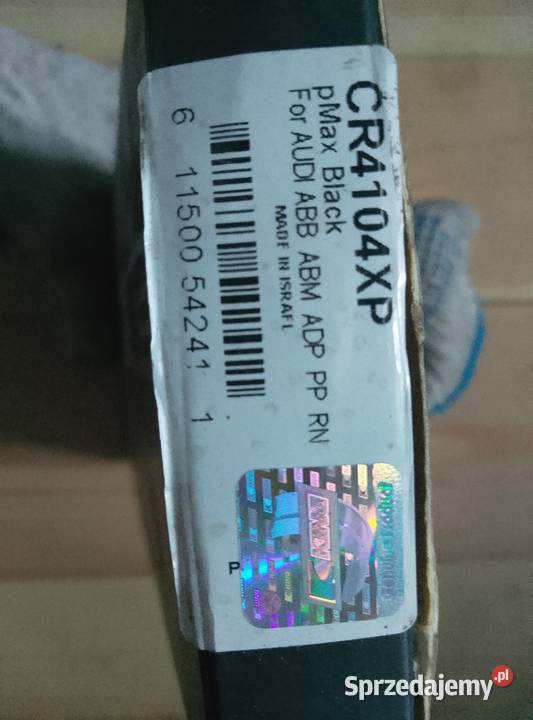 CR4104XP
pMax Black
For AUDI ABB ABM ADP PP RN
MADE IN ISRAEL
6 11500 54241 1
P
Sprzedajemy.pl